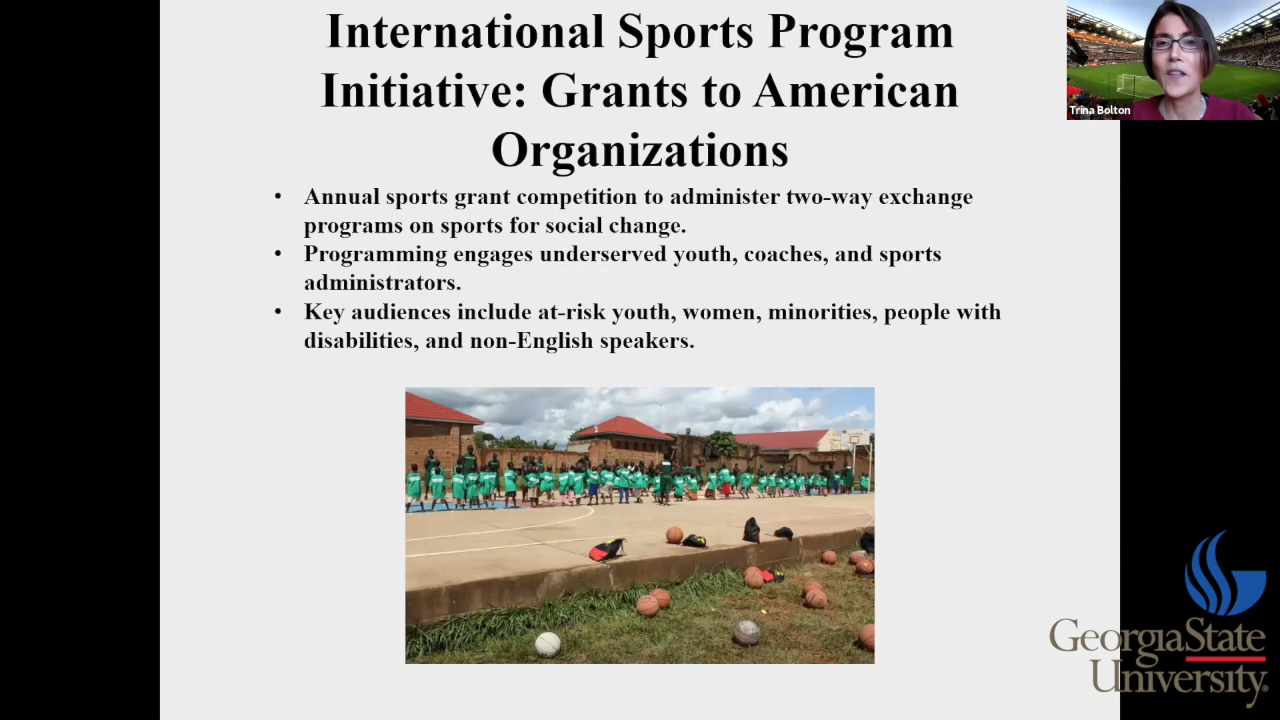 International Sports Program
Initiative: Grants to American
Organizations
• Annual sports grant competition to administer two-way exchange
programs on sports for social change.
• Programming engages underserved youth, coaches, and sports
administrators.
• Key audiences include at-risk youth, women, minorities, people with
disabilities, and non-English speakers.
Trina Bolton
GeorgiaState
University®